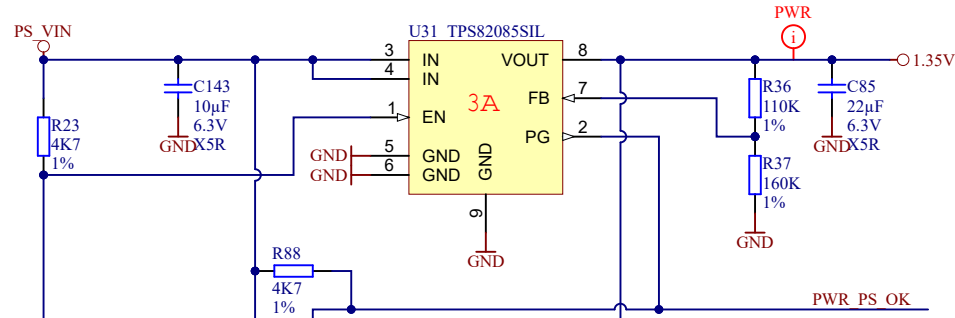 PWR
PS_VIN
U31 TPS82085SIL
3
IN
VOUT
8
1.35V
4
IN
C143
10µF
6.3V
X5R
GND
3A
FB
7
R36
110K
1%
C85
22µF
6.3V
X5R
GND
1
EN
PG
2
R23
4K7
1%
GND
5
GND
GND
6
GND
GND
9
GND
R37
160K
1%
GND
R88
4K7
1%
PWR_PS_OK